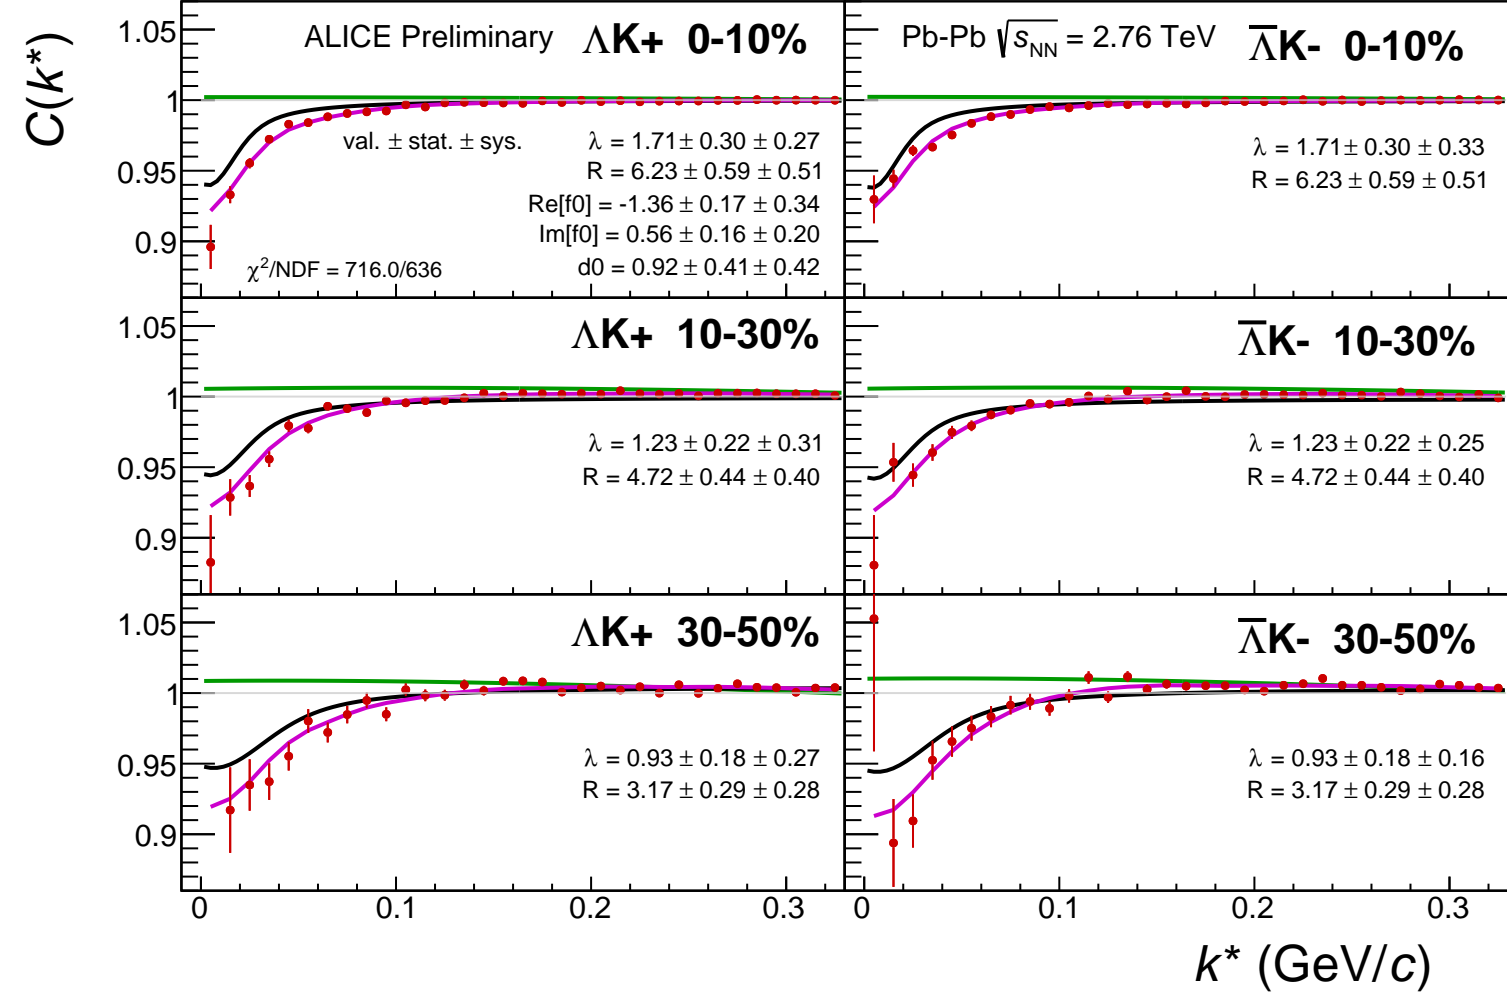 C(k*)
ALICE Preliminary ΛK+ 0-10%
1.05
1
0.95
0.9
val. ± stat. ± sys.
λ = 1.71 ± 0.30 ± 0.27
R = 6.23 ± 0.59 ± 0.51
Re[f0] = -1.36 ± 0.17 ± 0.34
Im[f0] = 0.56 ± 0.16 ± 0.20
d0 = 0.92 ± 0.41 ± 0.42
χ²/NDF = 716.0/636
Pb-Pb √sNN = 2.76 TeV Λ̅K- 0-10%
λ = 1.71 ± 0.30 ± 0.33
R = 6.23 ± 0.59 ± 0.51
ΛK+ 10-30%
1.05
1
0.95
0.9
λ = 1.23 ± 0.22 ± 0.31
R = 4.72 ± 0.44 ± 0.40
Λ̅K- 10-30%
λ = 1.23 ± 0.22 ± 0.25
R = 4.72 ± 0.44 ± 0.40
ΛK+ 30-50%
1.05
1
0.95
0.9
λ = 0.93 ± 0.18 ± 0.27
R = 3.17 ± 0.29 ± 0.28
Λ̅K- 30-50%
λ = 0.93 ± 0.18 ± 0.16
R = 3.17 ± 0.29 ± 0.28
0 0.1 0.2 0.3 0 0.1 0.2 0.3
k* (GeV/c)